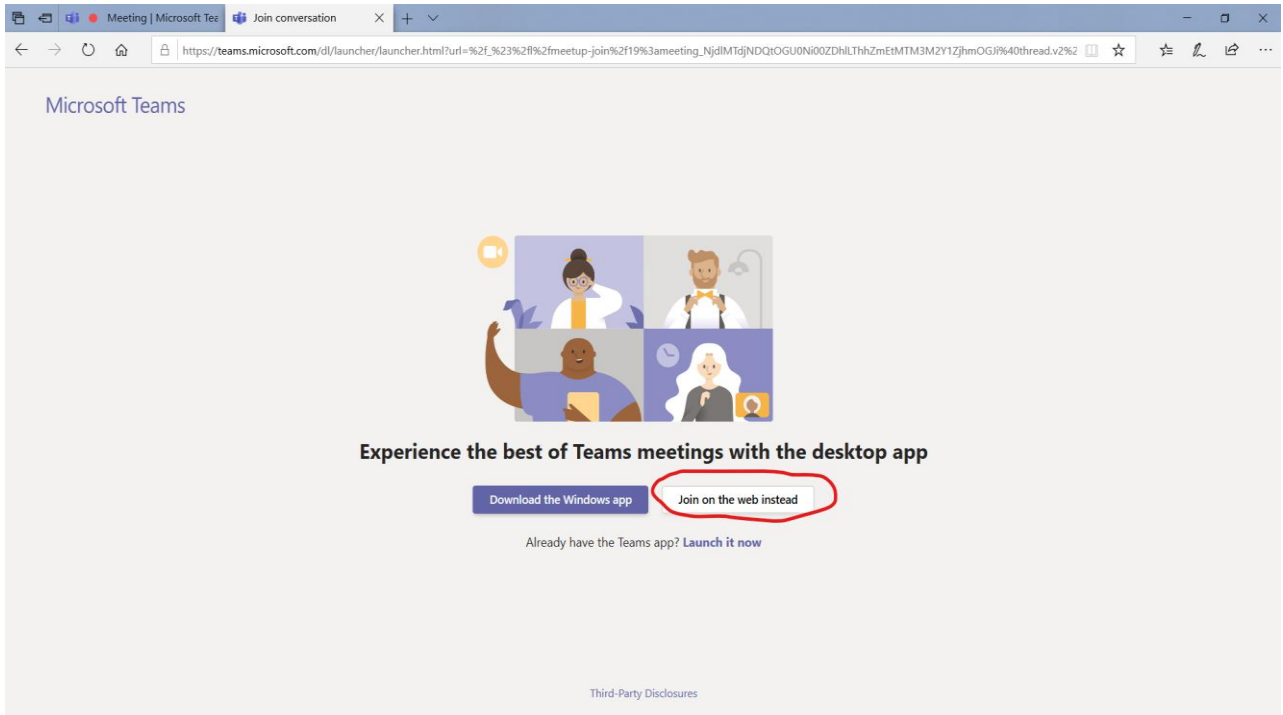 Meeting | Microsoft Tea
Join conversation
https://teams.microsoft.com/dl/launcher/launcher.html?url=%2f_%23%2fl%2fmeetup-join%2f19%3ameeting_NjdlMTdjNDQtOGU0Ni00ZDhlLThhZmEtMTM3M2Y1ZjhmOGJi%40thread.v2%2
Microsoft Teams
Experience the best of Teams meetings with the desktop app
Download the Windows app
Join on the web instead
Already have the Teams app? Launch it now
Third-Party Disclosures